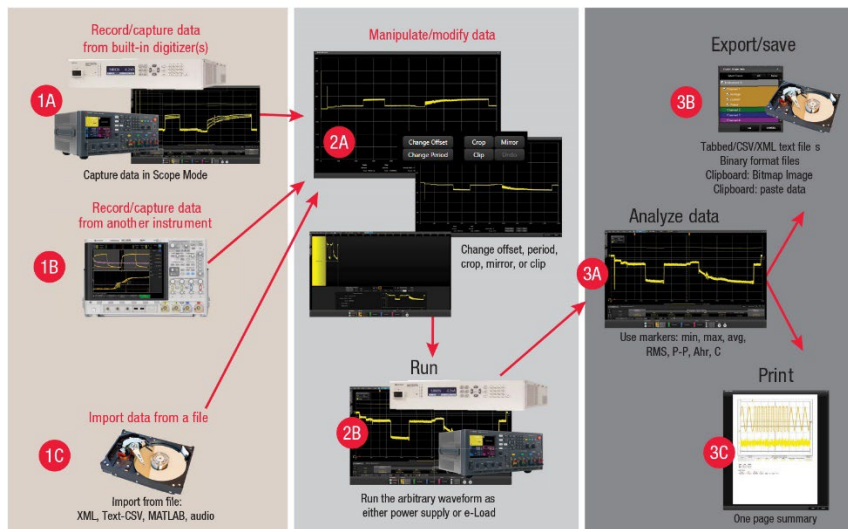 Record/capture data
from built-in digitizer(s)
1A
Capture data in Scope Mode
Record/capture data
from another instrument
1B
Import data from a file
1C
Import from file:
XML, Text-CSV, MATLAB, audio
Manipulate/modify data
2A
Change Offset
Crop
Mirror
Change Period
Clip
Undo
Change offset, period,
crop, mirror, or clip
Run
2B
Run the arbitrary waveform as
either power supply or e-Load
Export/save
3B
Tabbed/CSV/XML text file s
Binary format files
Clipboard: Bitmap Image
Clipboard: paste data
Analyze data
3A
Use markers: min, max, avg,
RMS, P-P, Ahr, C
Print
3C
One page summary